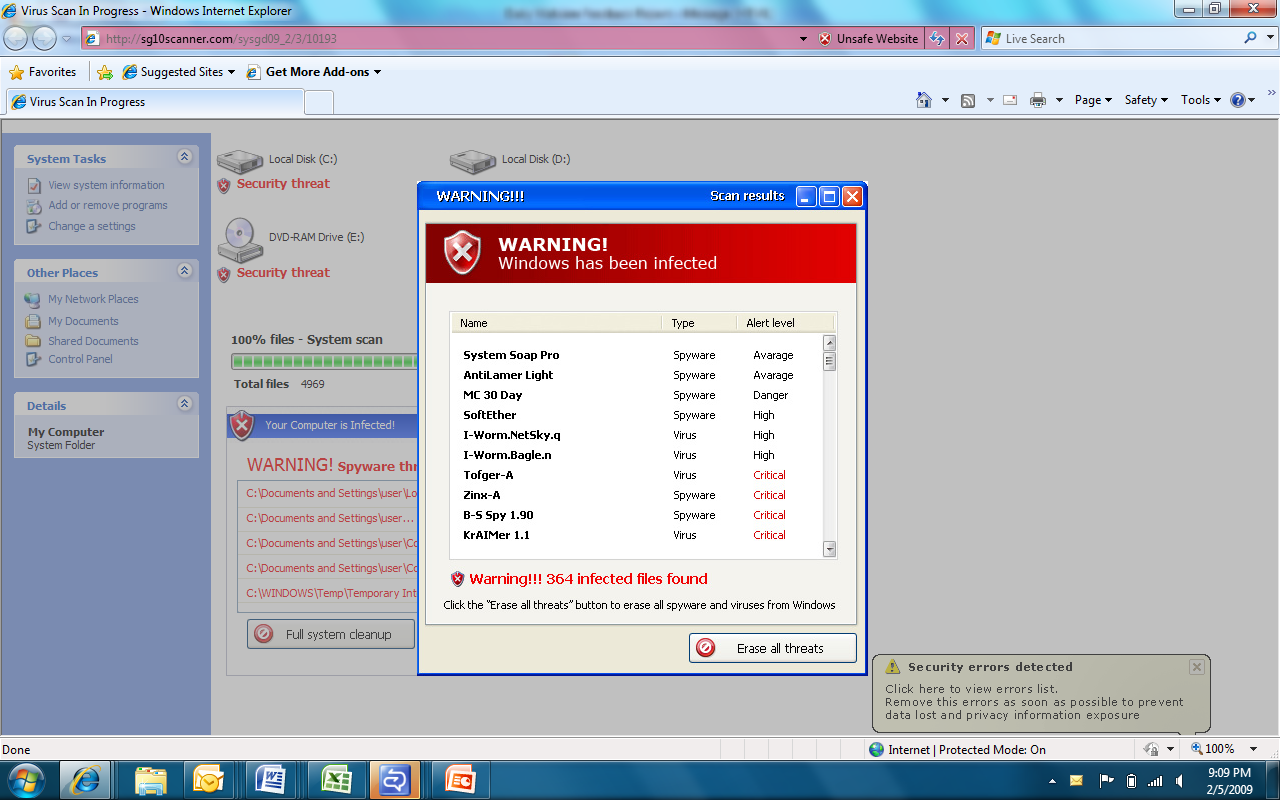 Virus Scan In Progress - Windows Internet Explorer
http://sg10scanner.com/sysgd09_2/3/10193
Unsafe Website
Live Search
Favorites
Suggested Sites
Get More Add-ons
Virus Scan In Progress
Page
Safety
Tools
System Tasks
View system information
Add or remove programs
Change a settings
Other Places
My Network Places
My Documents
Shared Documents
Control Panel
Details
My Computer
System Folder
Local Disk (C:)
Security threat
Local Disk (D:)
DVD-RAM Drive (E:)
Security threat
100% files - System scan
Total files 4969
Your Computer is Infected!
WARNING! Spyware thr
C:\Documents and Settings\user\Lo
C:\Documents and Settings\user...
C:\Documents and Settings\user\Co
C:\Documents and Settings\user\Co
C:\WINDOWS\Temp\Temporary Int
Full system cleanup
WARNING!!! Scan results
WARNING!
Windows has been infected
Name Type Alert level
System Soap Pro Spyware Avarage
AntiLamer Light Spyware Avarage
MC 30 Day Spyware Danger
SoftEther Spyware High
I-Worm.NetSky.q Virus High
I-Worm.Bagle.n Virus High
Tofger-A Virus Critical
Zinx-A Spyware Critical
B-S Spy 1.90 Spyware Critical
KrAIMer 1.1 Virus Critical
Warning!!! 364 infected files found
Click the "Erase all threats" button to erase all spyware and viruses from Windows
Erase all threats
Security errors detected
Click here to view errors list.
Remove this errors as soon as possible to prevent
data lost and privacy information exposure
Done
Internet | Protected Mode: On
100%
9:09 PM
2/5/2009